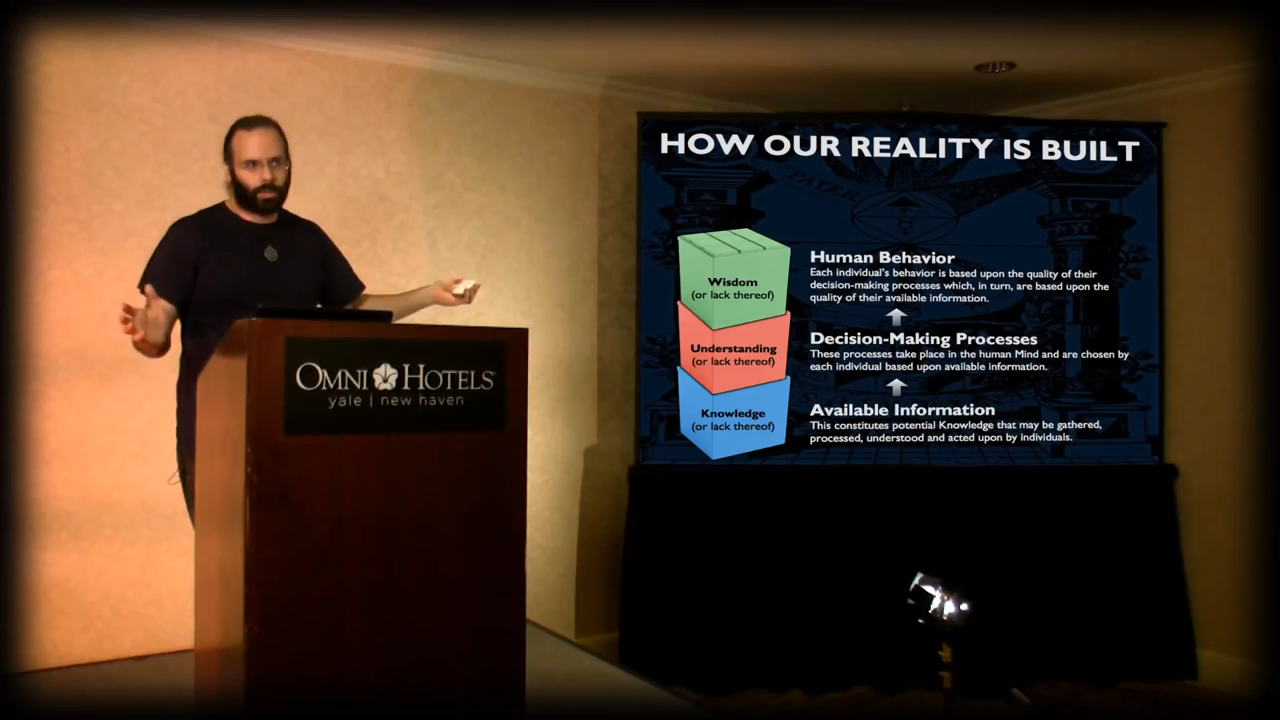 HOW OUR REALITY IS BUILT
PATER
Wisdom
(or lack thereof)
Human Behavior
Each individual's behavior is based upon the quality of their
decision-making processes which, in turn, are based upon the
quality of their available information.
Understanding
(or lack thereof)
Decision-Making Processes
These processes take place in the human Mind and are chosen by
each individual based upon available information.
Knowledge
(or lack thereof)
Available Information
This constitutes potential Knowledge that may be gathered,
processed, understood and acted upon by individuals.
OMNI HOTELS
yale | new haven